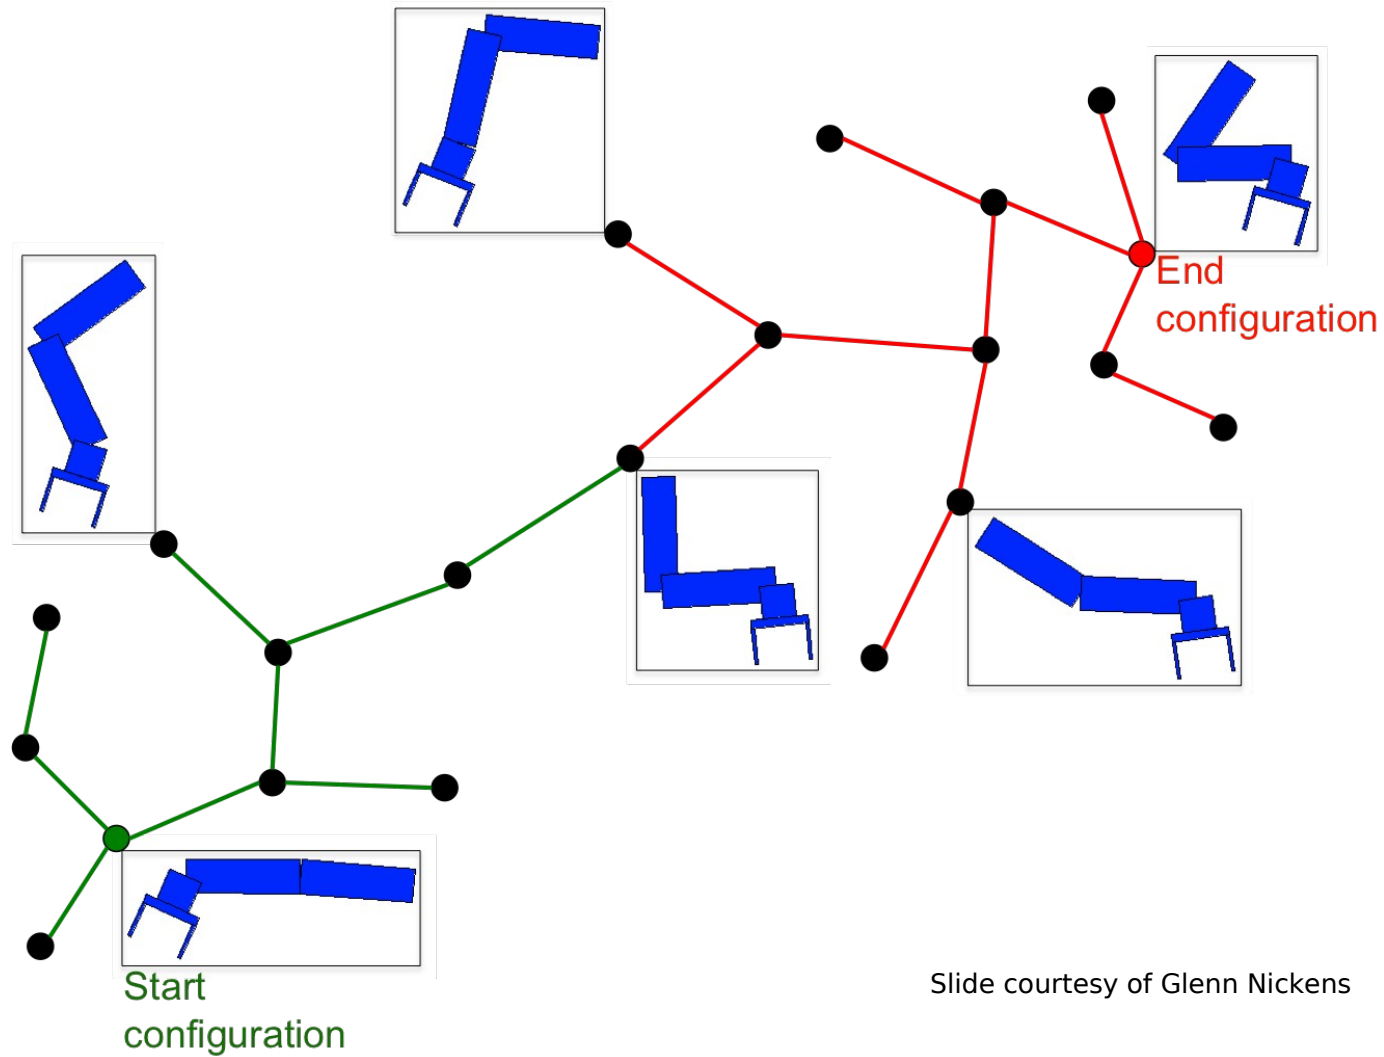 End
configuration
Start
configuration
Slide courtesy of Glenn Nickens